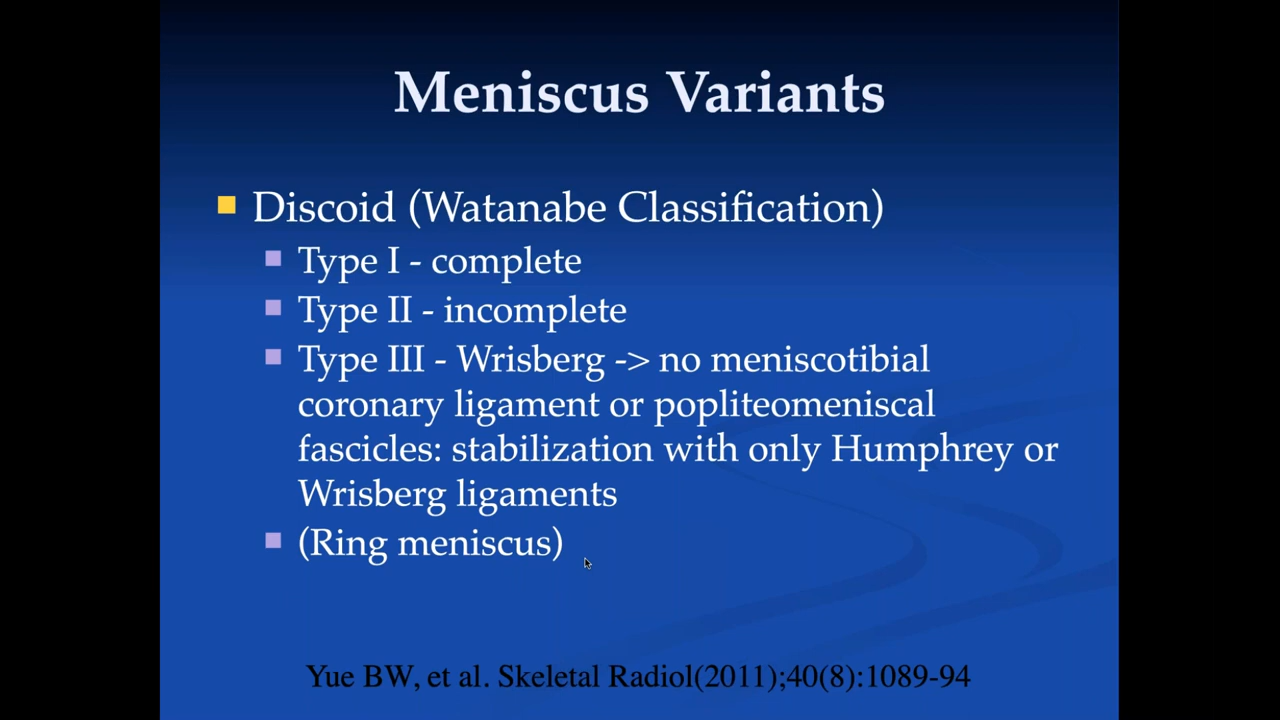 Meniscus Variants
Discoid (Watanabe Classification)
Type I - complete
Type II - incomplete
Type III - Wrisberg -> no meniscotibial
coronary ligament or popliteomeniscal
fascicles: stabilization with only Humphrey or
Wrisberg ligaments
(Ring meniscus)
Yue BW, et al. Skeletal Radiol(2011);40(8):1089-94